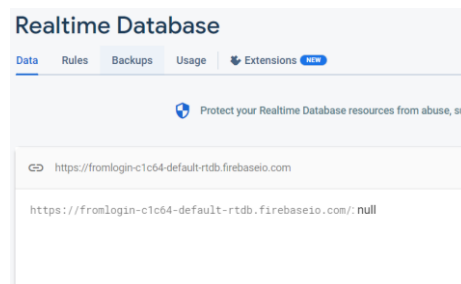 Realtime Database
Data Rules Backups Usage Extensions NEW
Protect your Realtime Database resources from abuse,
https://fromlogin-c1c64-default-rtdb.firebaseio.com
https://fromlogin-c1c64-default-rtdb.firebaseio.com/: null